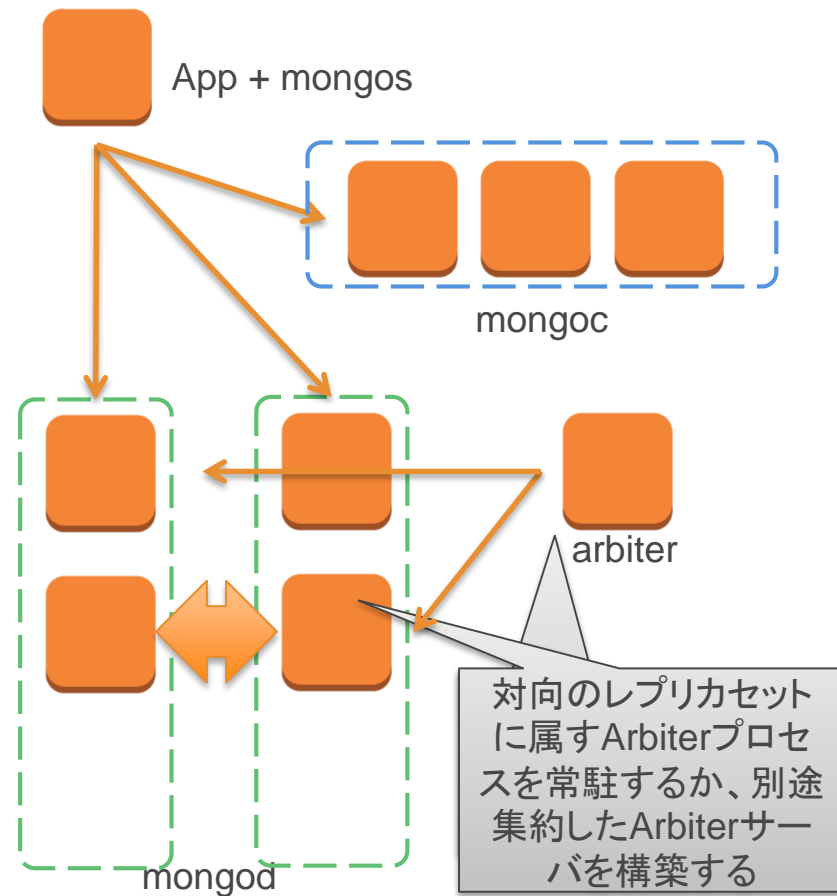 App + mongos
mongoc
arbiter
対向のレプリカセット
に属すArbiterプロセ
スを常駐するか、別途
集約したArbiterサー
バを構築する
mongod